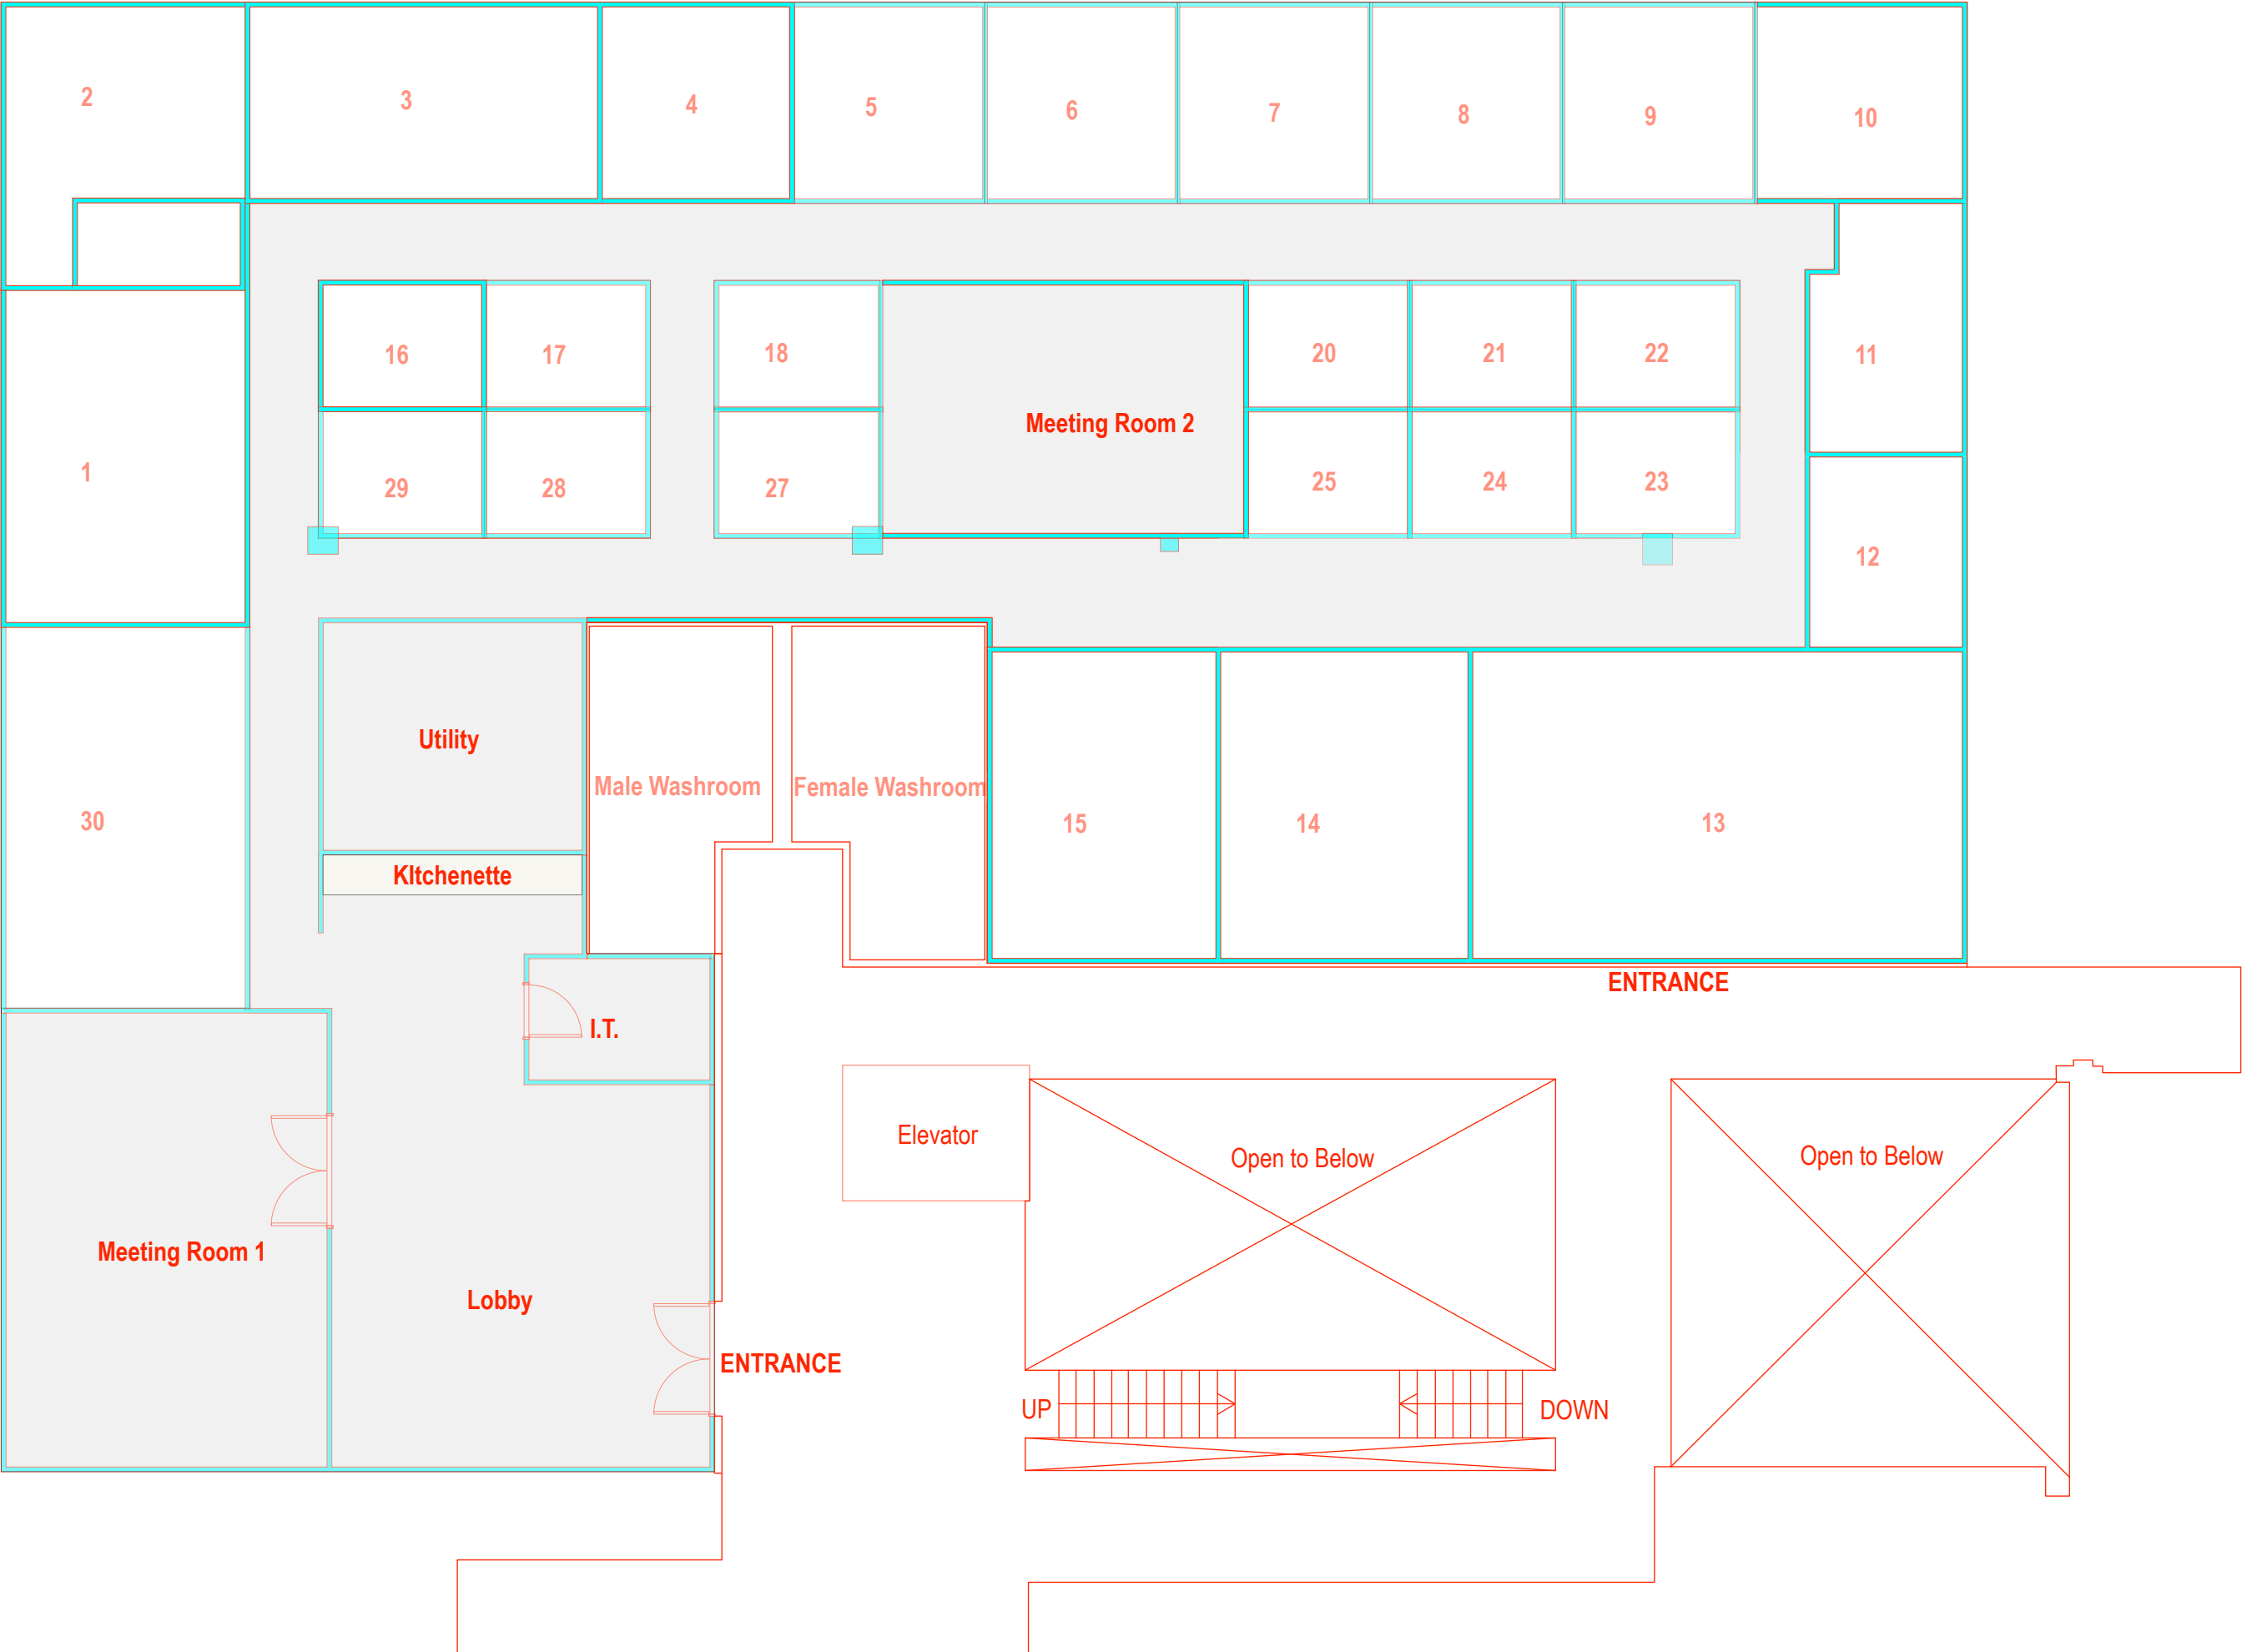 2
3
4
5
6
7
8
9
10
16
17
18
20
21
22
11
Meeting Room 2
1
29
28
27
25
24
23
12
Utility
Male Washroom
Female Washroom
30
15
14
13
KItchenette
ENTRANCE
I.T.
Elevator
Open to Below
Open to Below
Meeting Room 1
Lobby
ENTRANCE
UP
DOWN